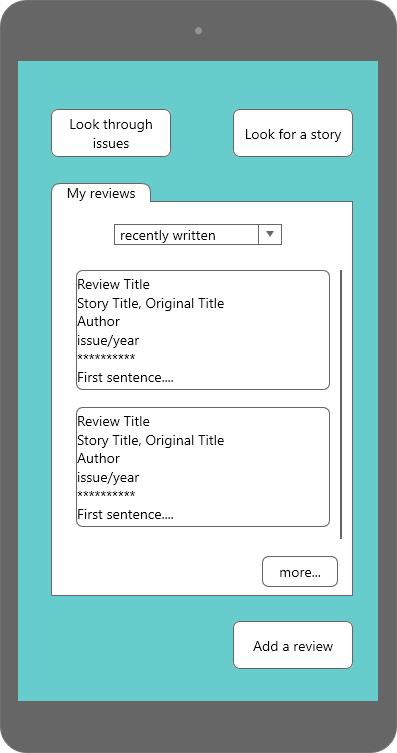 Look through
issues
Look for a story
My reviews
recently written
Review Title
Story Title, Original Title
Author
issue/year
**********
First sentence....
Review Title
Story Title, Original Title
Author
issue/year
**********
First sentence....
more...
Add a review